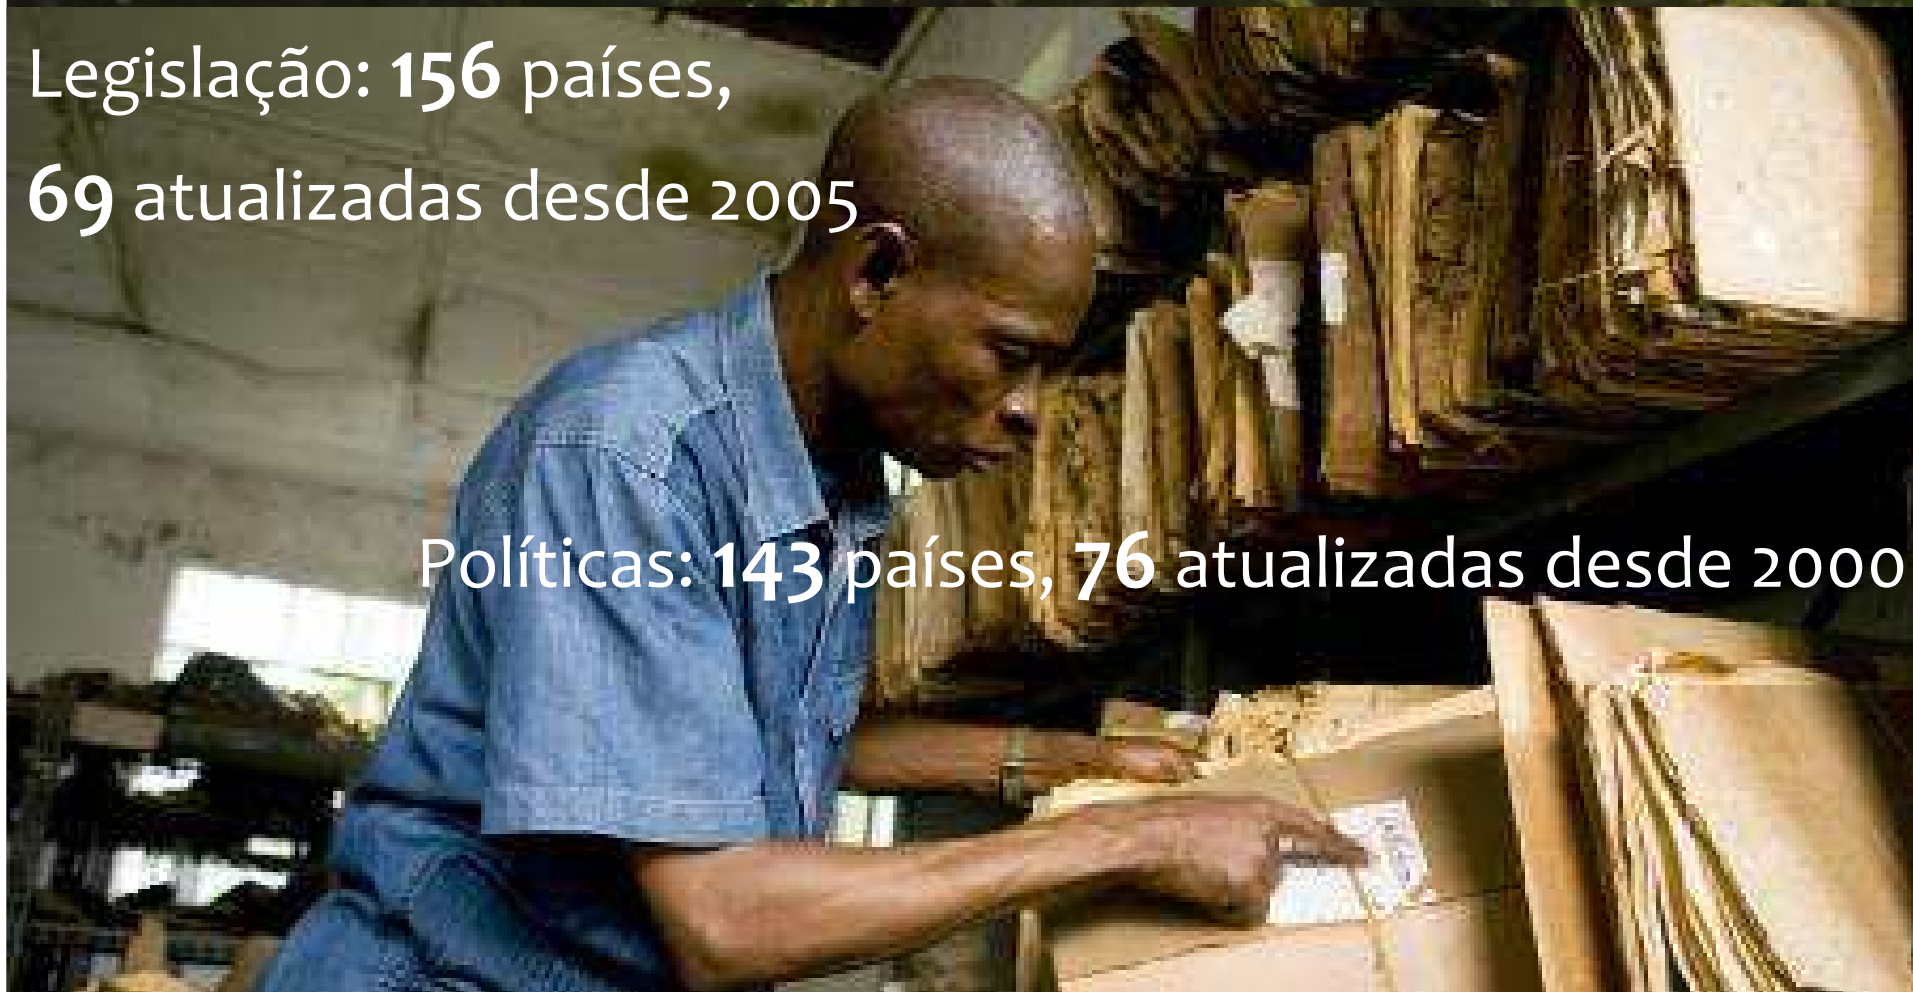 Legislação: 156 países,
69 atualizadas desde 2005
Políticas: 143 países, 76 atualizadas desde 2000